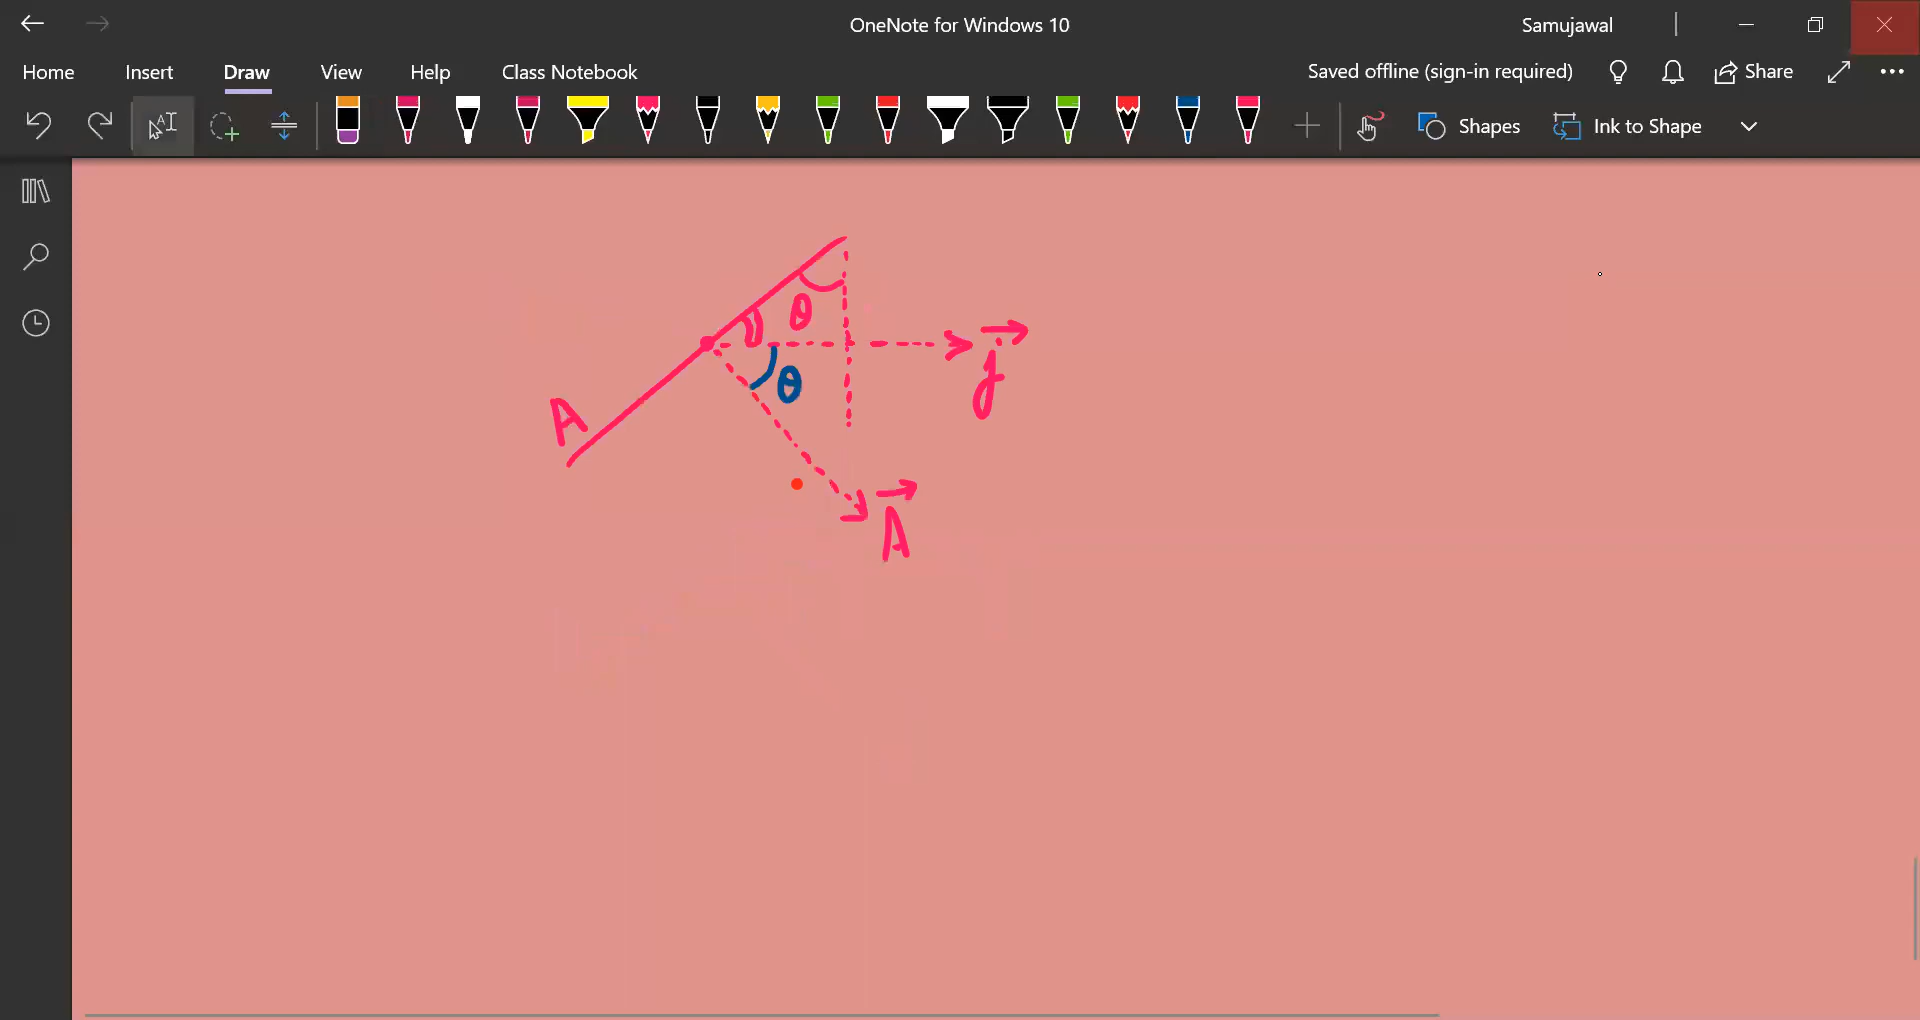 OneNote for Windows 10
Samujawal
Home Insert Draw View Help Class Notebook
Saved offline (sign-in required)
Share
Shapes
Ink to Shape
θ
j
θ
A
A